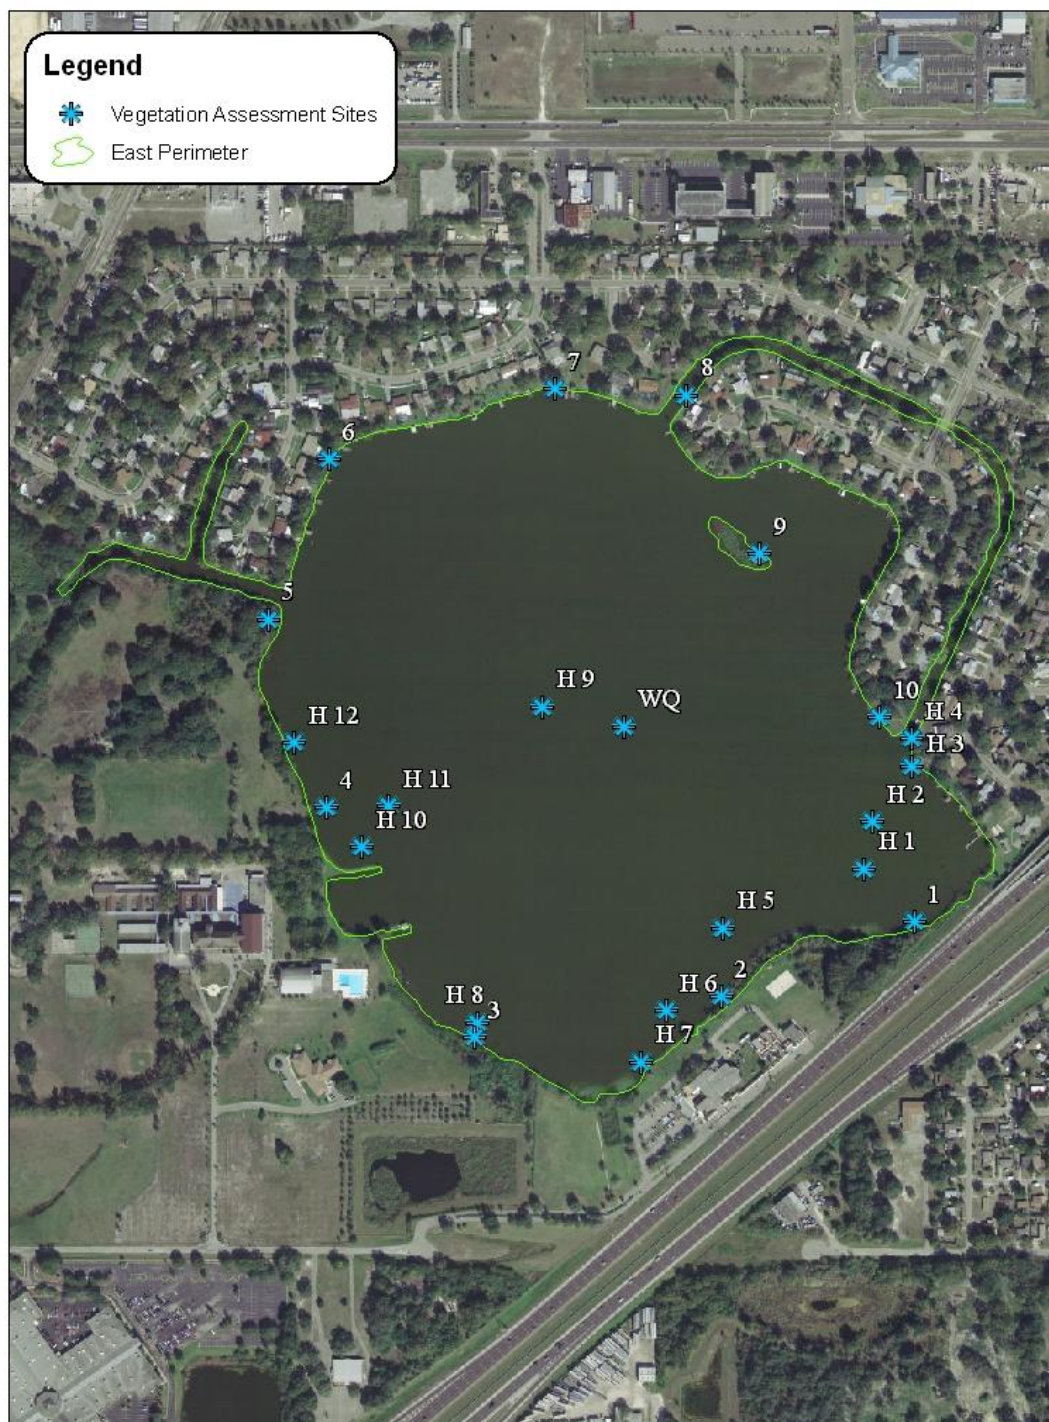 Legend
Vegetation Assessment Sites
East Perimeter
7
8
6
9
5
H 9
10
WQ
H 4
H 12
H 3
H 11
4
H 2
H 10
H 1
H 5
1
2
H 6
H 8
3
H 7